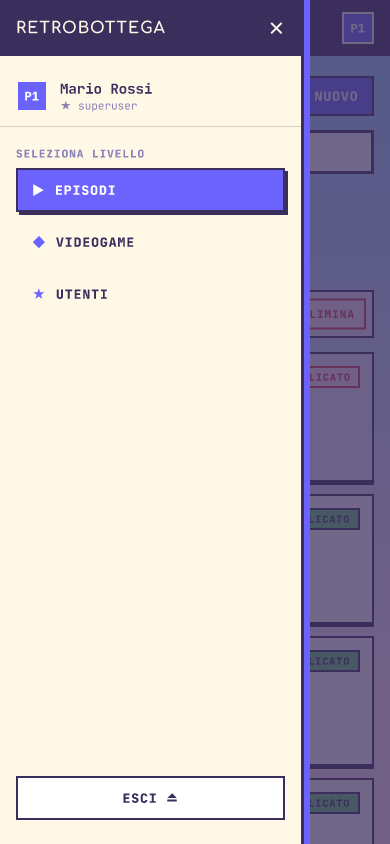 RETROBOTTEGA ✕
P1
P1 Mario Rossi
★ superuser
NUOVO
SELEZIONA LIVELLO
▶ EPISODI
◆ VIDEOGAME
★ UTENTI
LIMINA
LICATO
LICATO
LICATO
LICATO
ESCI ⏏